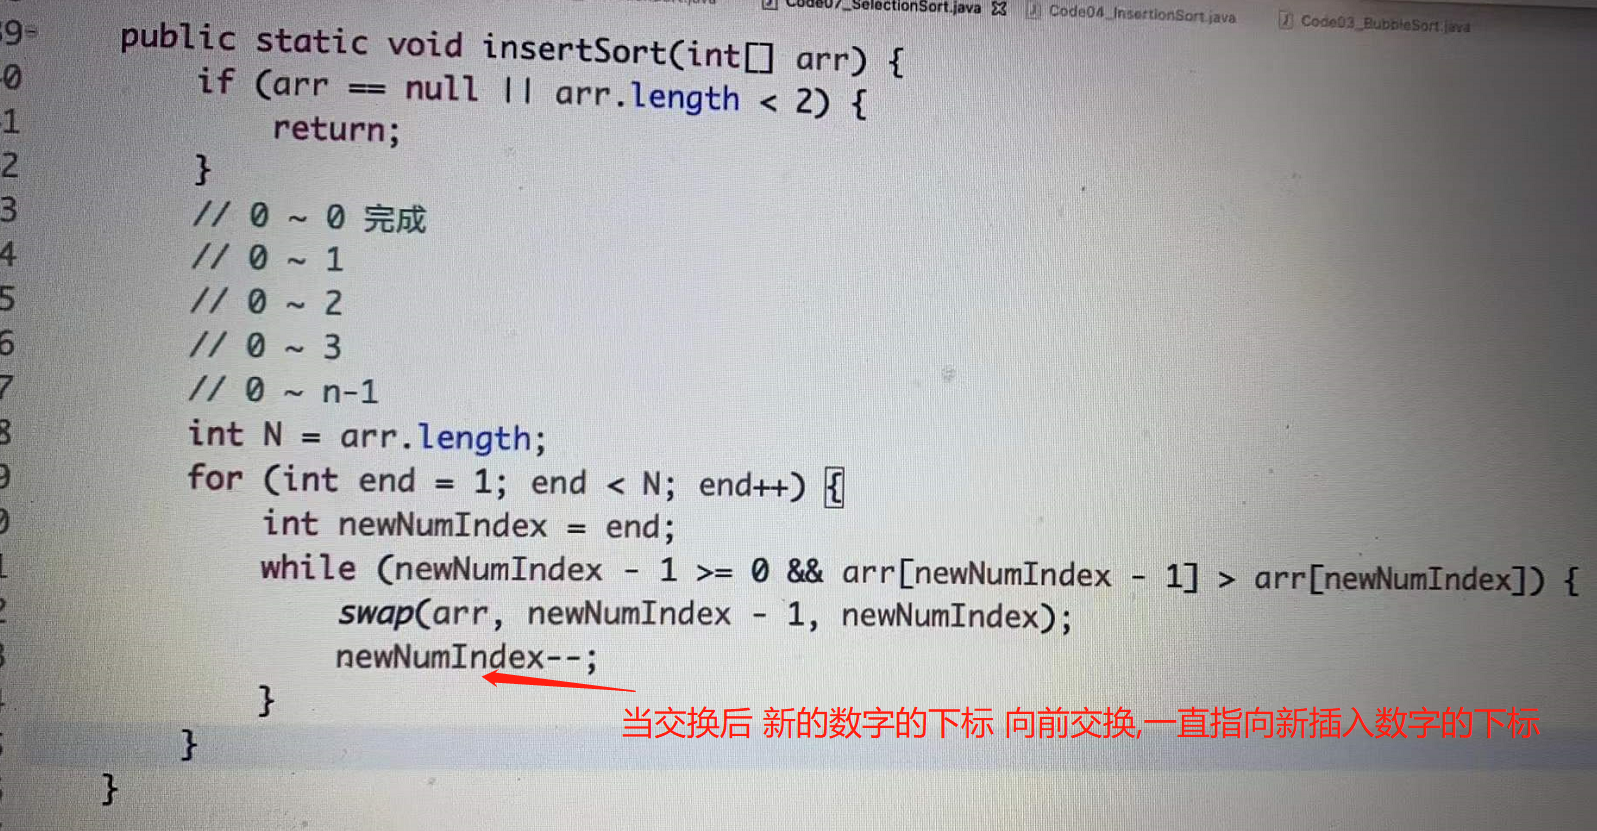 Code07_SelectionSort.java Code04_InsertionSort.java Code03_BubbleSort.java
9 public static void insertSort(int[] arr) {
0 if (arr == null || arr.length < 2) {
1 return;
2 }
3 // 0 ~ 0 完成
4 // 0 ~ 1
5 // 0 ~ 2
6 // 0 ~ 3
7 // 0 ~ n-1
8 int N = arr.length;
9 for (int end = 1; end < N; end++) {
0 int newNumIndex = end;
1 while (newNumIndex - 1 >= 0 && arr[newNumIndex - 1] > arr[newNumIndex]) {
2 swap(arr, newNumIndex - 1, newNumIndex);
3 newNumIndex--;
}
当交换后 新的数字的下标 向前交换,一直指向新插入数字的下标
}
}